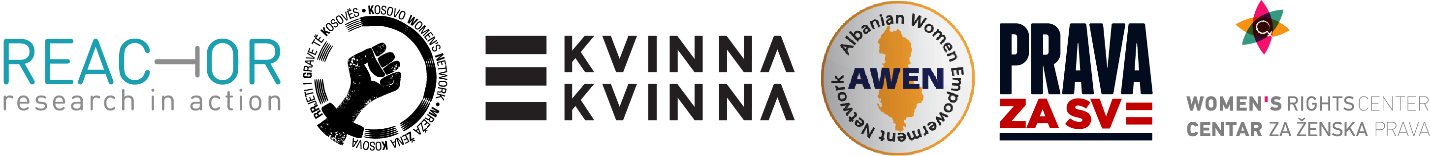 REACTOR
research in action
RRJETI I GRAVE TË KOSOVËS • KOSOVO WOMEN'S NETWORK • MREŽA ŽENA KOSOVA
KVINNA
KVINNA
Albanian Women Empowerment Network
AWEN
PRAVA
ZA SVE
WOMEN'S RIGHTS CENTER
CENTAR ZA ŽENSKA PRAVA